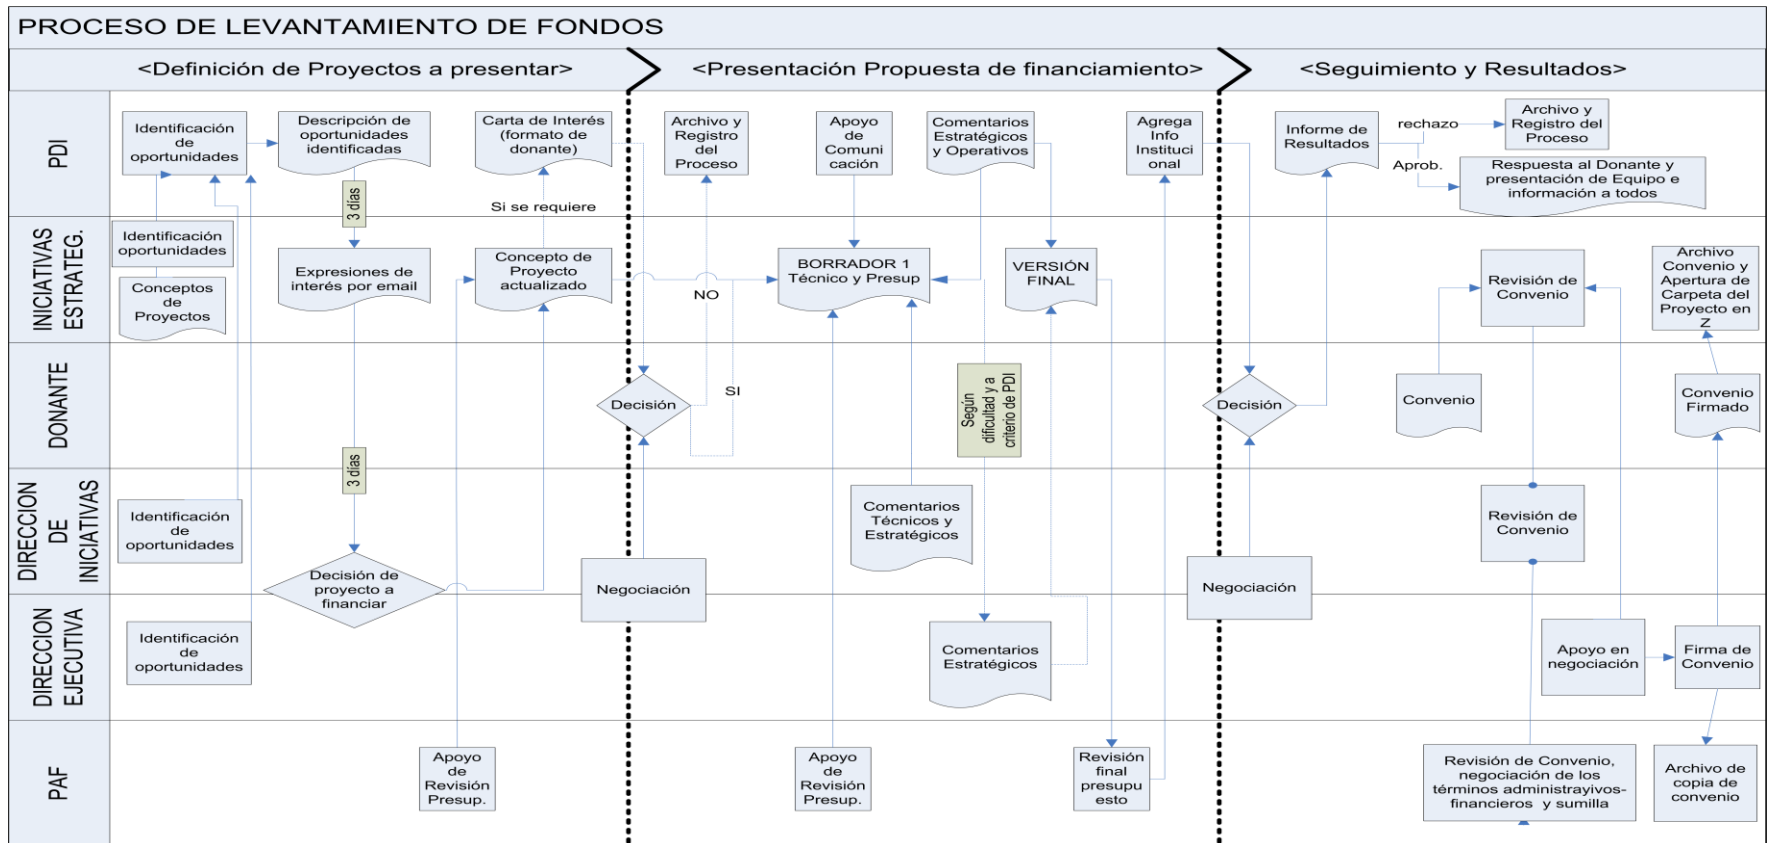 PROCESO DE LEVANTAMIENTO DE FONDOS
<Definición de Proyectos a presentar>
<Presentación Propuesta de financiamiento>
<Seguimiento y Resultados>
PDI
Identificación
de
oportunidades
Descripción de
oportunidades
identificadas
Carta de Interés
(formato de
donante)
Archivo y
Registro del
Proceso
Apoyo
de
Comuni
cación
Comentarios
Estratégicos
y Operativos
Agrega
Info
Institu
cional
Informe de
Resultados
rechazo
Aprob.
Archivo y
Registro del
Proceso
Respuesta al Donante y
presentación de Equipo e
información a todos
3 días
Si se requiere
INICIATIVAS
ESTRATEG.
Identificación
oportunidades
Conceptos
de
Proyectos
Expresiones de
interés por email
Concepto de
Proyecto
actualizado
NO
SI
BORRADOR 1
Técnico y Presup
VERSIÓN
FINAL
Revisión de
Convenio
Archivo
Convenio y
Apertura de
Carpeta del
Proyecto en
Z
DONANTE
3 días
Decisión
Según
dificultad y a
criterio de PDI
Decisión
Convenio
Convenio
Firmado
DIRECCION
DE
INICIATIVAS
Identificación
de
oportunidades
Decisión de
proyecto a
financiar
Negociación
Comentarios
Técnicos y
Estratégicos
Negociación
Revisión de
Convenio
DIRECCION
EJECUTIVA
Identificación
de
oportunidades
Comentarios
Estratégicos
Apoyo en
negociación
Firma de
Convenio
PAF
Apoyo
de
Revisión
Presup.
Apoyo
de
Revisión
Presup.
Revisión
final
presupu
esto
Revisión de Convenio,
negociación de los
términos administrayivos-
financieros y sumilla
Archivo de
copia de
convenio